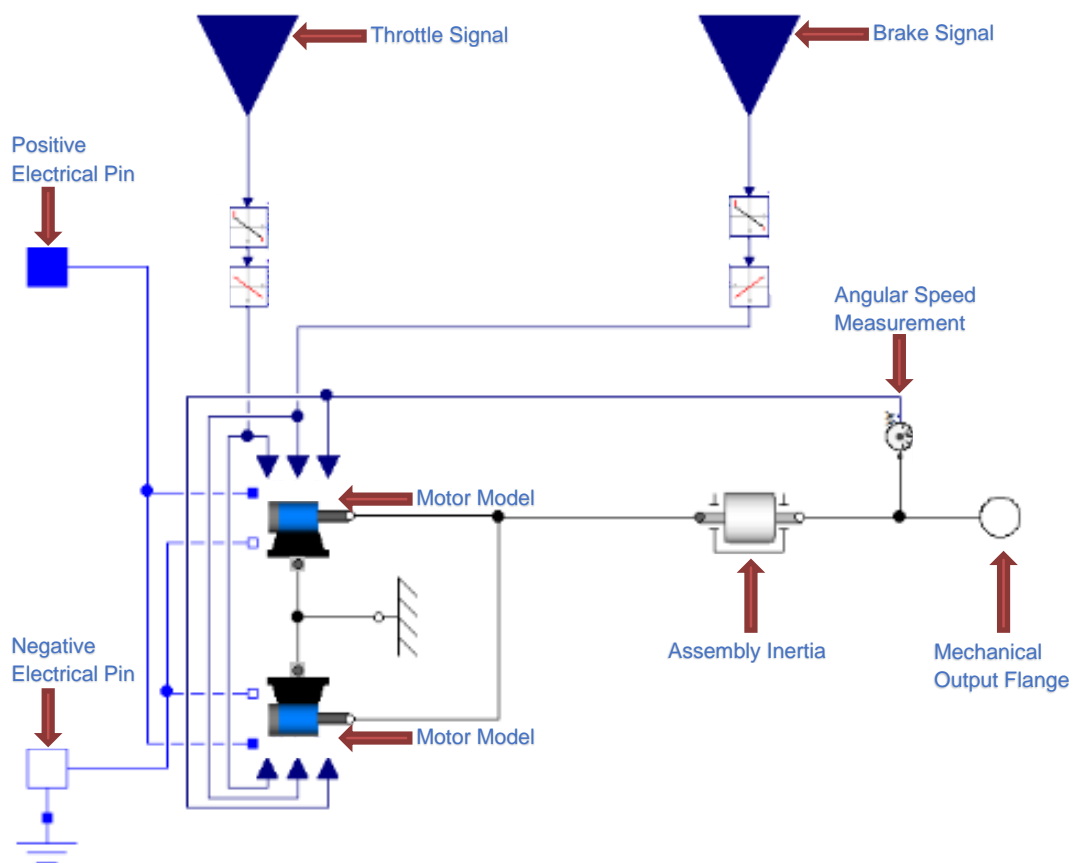 Throttle Signal
Brake Signal
Positive
Electrical Pin
Angular Speed
Measurement
Motor Model
Assembly Inertia
Negative
Electrical Pin
Mechanical
Output Flange
Motor Model